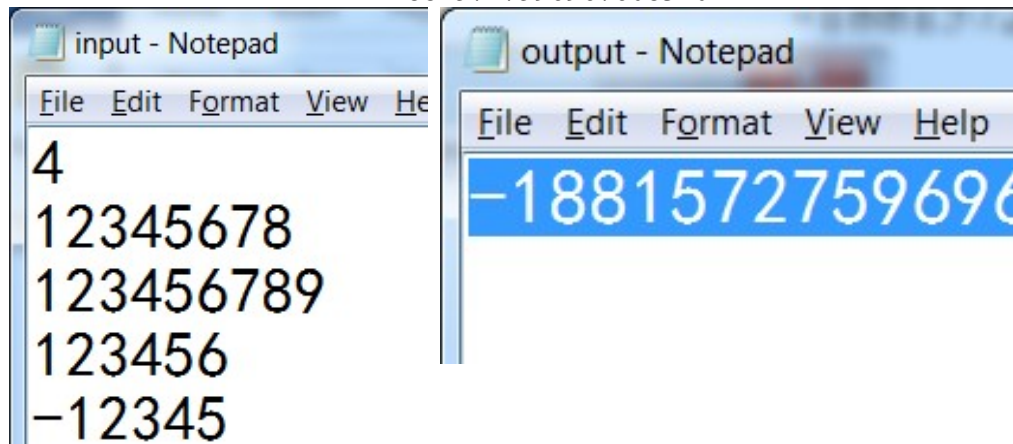 input - Notepad
File Edit Format View He
4
12345678
123456789
123456
-12345
output - Notepad
File Edit Format View Help
-1881572759696